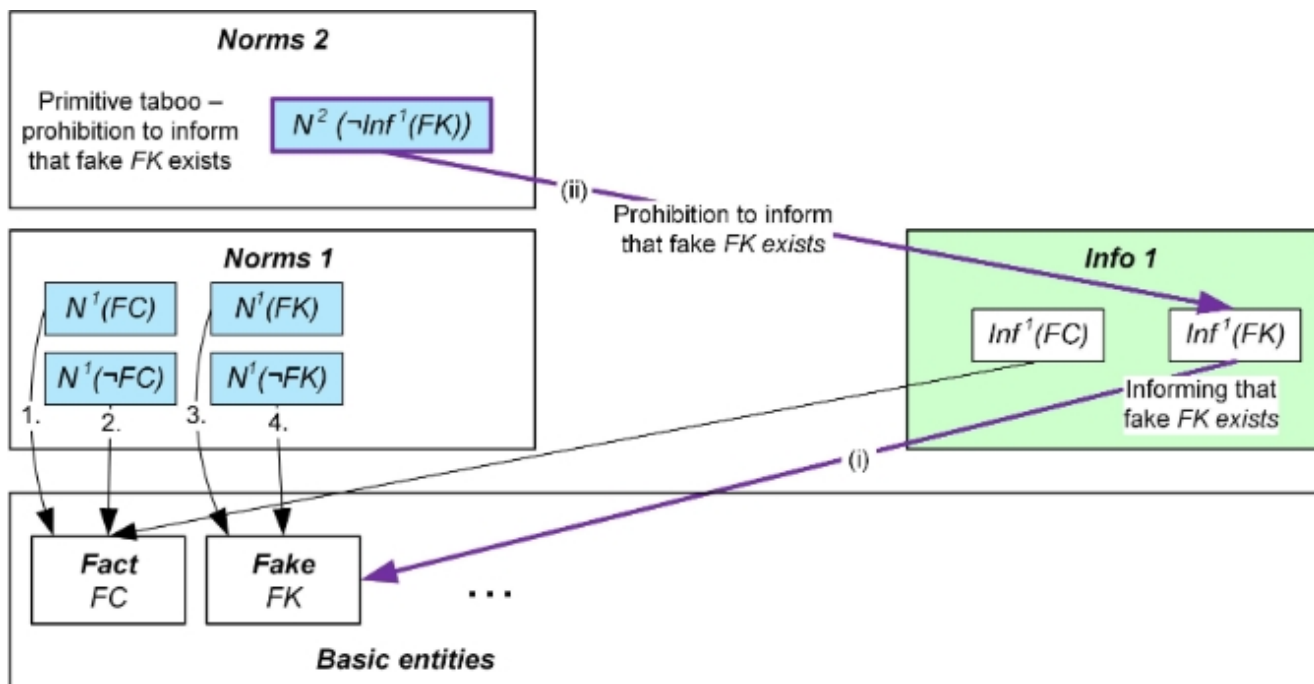 Norms 2
Primitive taboo –
prohibition to inform
that fake FK exists
N² (¬Inf¹(FK))
(ii)
Prohibition to inform
that fake FK exists
Norms 1
N¹(FC)
N¹(FK)
N¹(¬FC)
N¹(¬FK)
1.
2.
3.
4.
Info 1
Inf¹(FC)
Inf¹(FK)
Informing that
fake FK exists
(i)
Fact
FC
Fake
FK
...
Basic entities